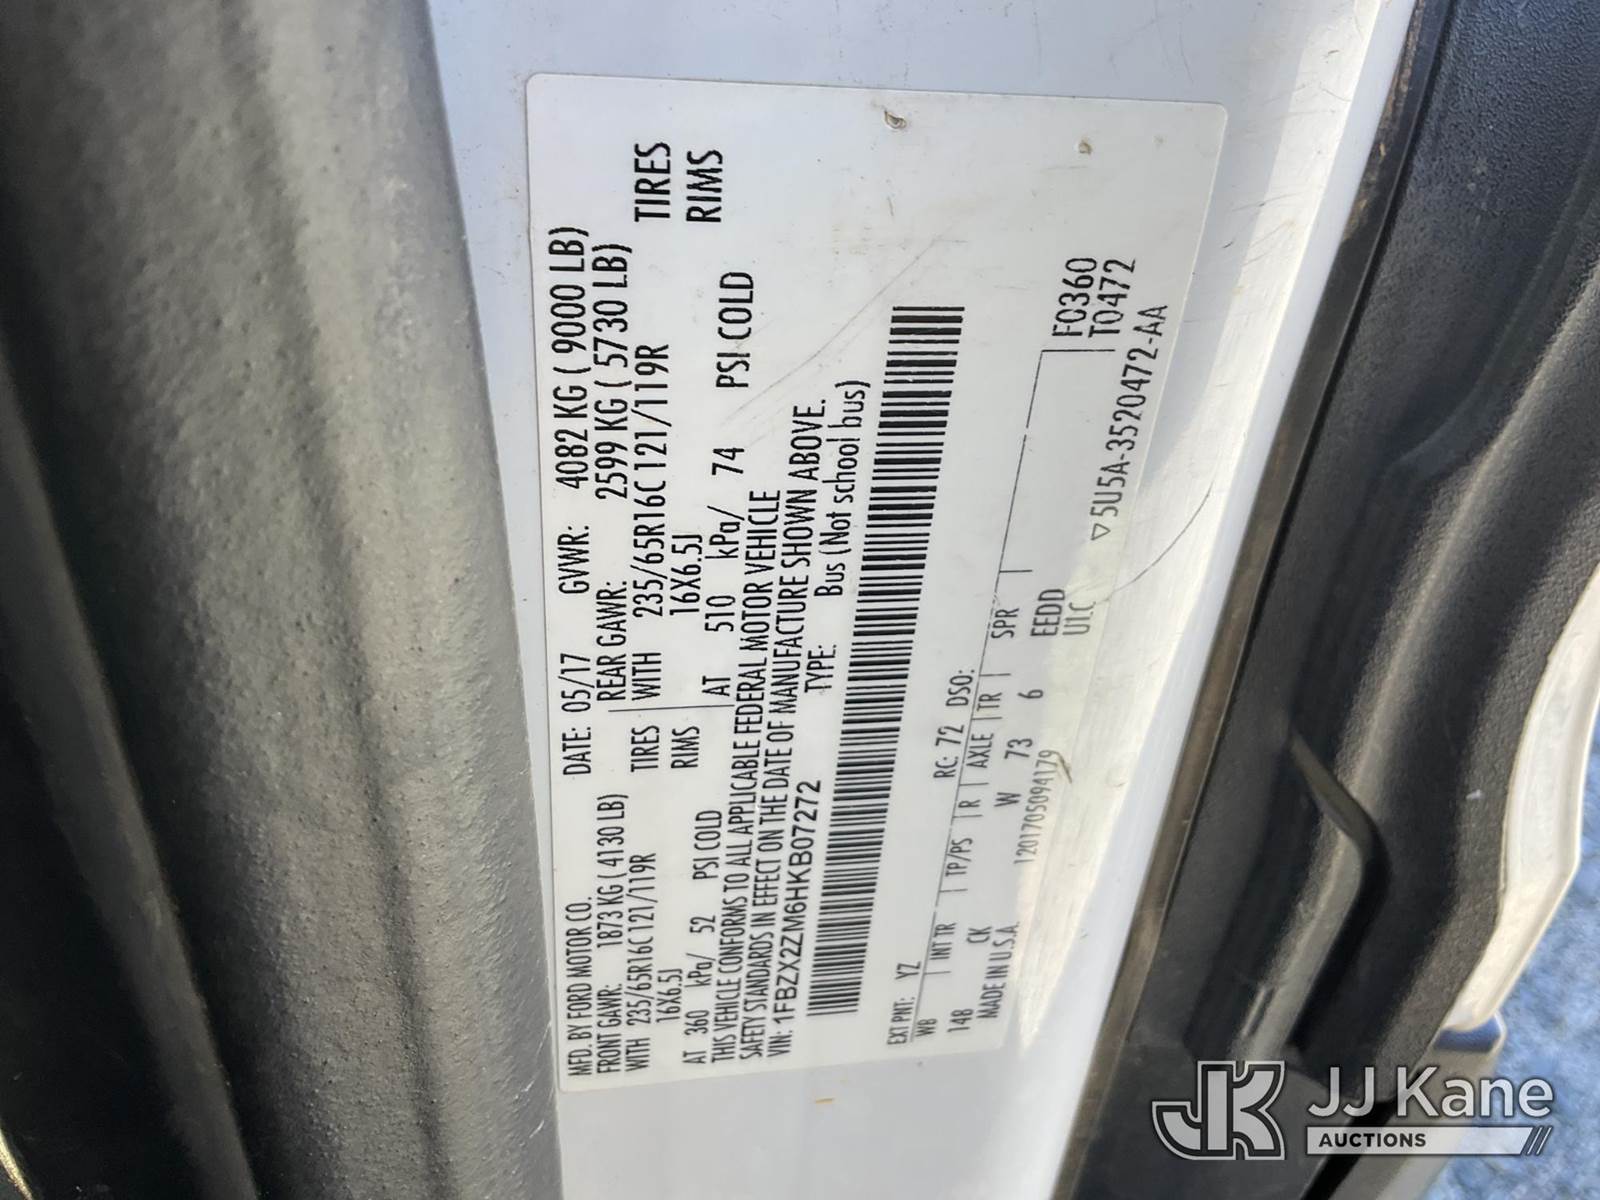 MFD. BY FORD MOTOR CO. DATE: 05/17 GVWR: 4082 KG ( 9000 LB)
FRONT GAWR: 1873 KG ( 4130 LB) REAR GAWR: 2599 KG ( 5730 LB)
WITH 235/65R16C 121/119R TIRES WITH 235/65R16C 121/119R TIRES
16X6.5J RIMS 16X6.5J RIMS
AT 360 kPa/ 52 PSI COLD AT 510 kPa/ 74 PSI COLD
THIS VEHICLE CONFORMS TO ALL APPLICABLE FEDERAL MOTOR VEHICLE
SAFETY STANDARDS IN EFFECT ON THE DATE OF MANUFACTURE SHOWN ABOVE.
VIN: 1FBZX2ZM6HKB07272 TYPE: Bus (Not school bus)
EXT PNT: YZ RC: 72 DSO: F0360
WB INT TR TP/PS R AXLE TR SPR T0472
148 CK W 73 6 EEDD
MADE IN U.S.A. 1201705094179 UIC ▽5U5A-3520472-AA
JK JJ Kane
AUCTIONS